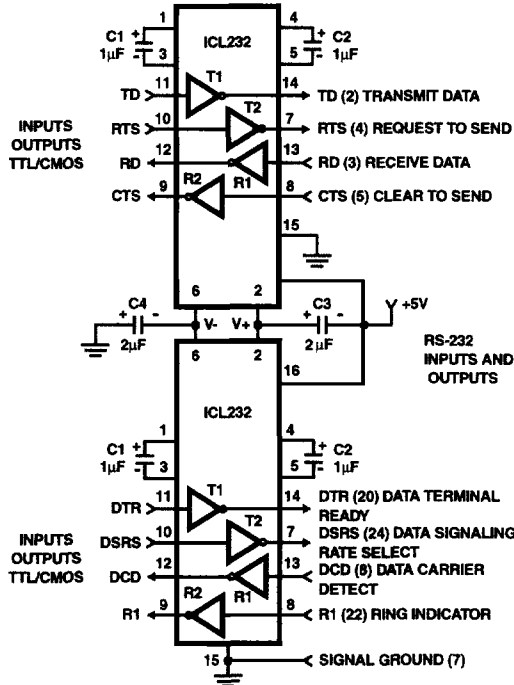 1
4
C1 + ICL232 + C2
1µF - - 1µF
3
5
11 T1 14
TD TD (2) TRANSMIT DATA
10 T2 7
RTS RTS (4) REQUEST TO SEND
INPUTS
OUTPUTS
TTL/CMOS
12 13
RD R1 RD (3) RECEIVE DATA
9 R2 8
CTS CTS (5) CLEAR TO SEND
15
6 2
C4 C3
+ - V- V+ + - +5V
2µF 2µF
6 2
RS-232
INPUTS AND
OUTPUTS
16
ICL232
1
4
C1 + + C2
1µF - - 1µF
3
5
11 T1 14
DTR DTR (20) DATA TERMINAL
READY
10 T2 7
DSRS DSRS (24) DATA SIGNALING
RATE SELECT
INPUTS
OUTPUTS
TTL/CMOS
12 13
DCD R1 DCD (8) DATA CARRIER
DETECT
9 R2 8
R1 R1 (22) RING INDICATOR
15 SIGNAL GROUND (7)